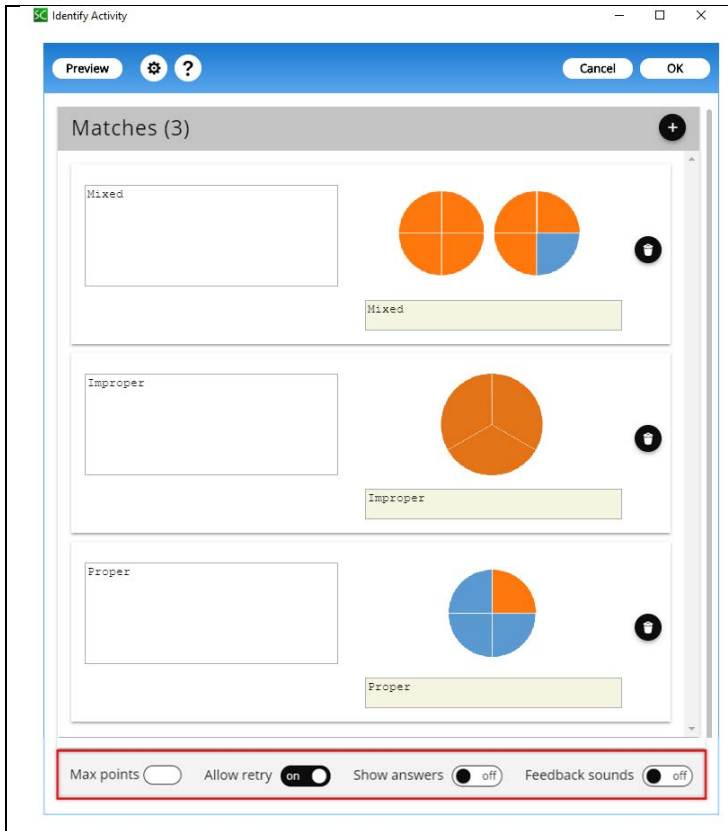 SC Identify Activity
Preview ? Cancel OK
Matches (3)
Mixed
Mixed
Improper
Improper
Proper
Proper
Max points Allow retry on Show answers off Feedback sounds off